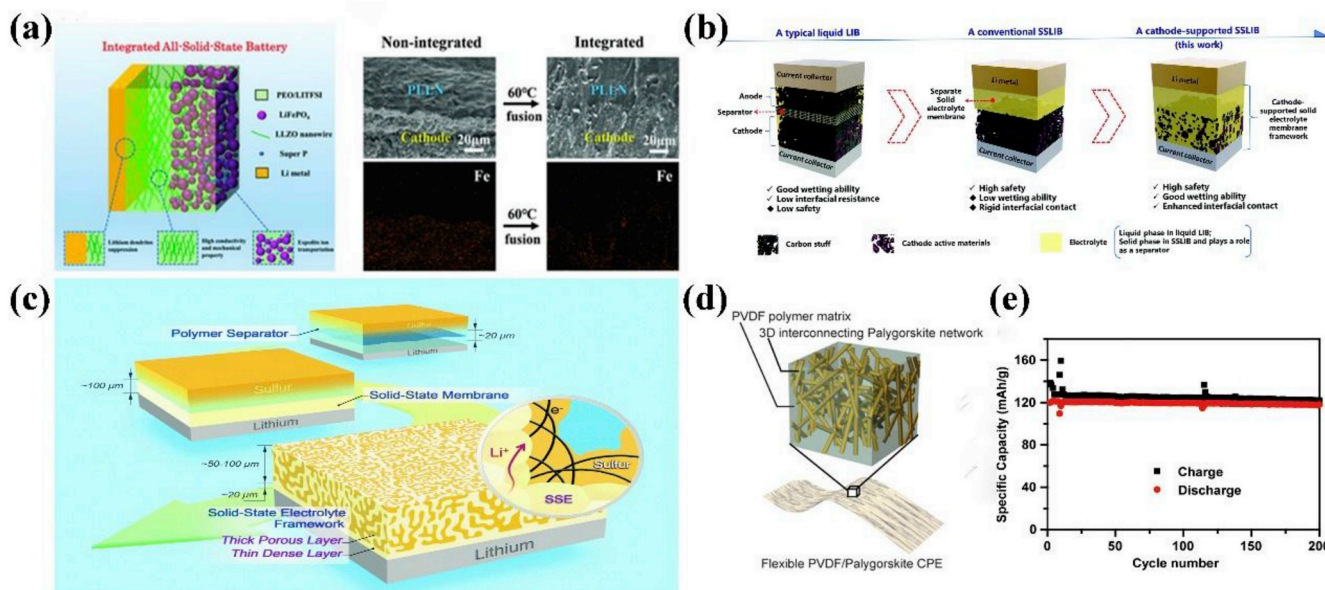 (a)
Integrated All-Solid-State Battery
PEO/LiTFSI
LiFePO₄
LLZO nanowire
Super P
Li metal
Lithium dendrites
suppression
High conductivity
and mechanical
property
Expedite ion
transportation
Non-integrated
Integrated
PLLN
Cathode
20μm
60°C
fusion
PLLN
Cathode
20μm
Fe
60°C
fusion
Fe
(b)
A typical liquid LIB
A conventional SSLIB
A cathode-supported SSLIB
(this work)
Current collector
Anode
Separator
Cathode
Current collector
Li metal
Separate
Solid
electrolyte
membrane
Current collector
Li metal
Current collector
Cathode-
supported solid
electrolyte
membrane
framework
✓ Good wetting ability
✓ Low interfacial resistance
◆ Low safety
✓ High safety
◆ Low wetting ability
◆ Rigid interfacial contact
✓ High safety
✓ Good wetting ability
✓ Enhanced interfacial contact
Carbon stuff
Cathode active materials
Electrolyte
Liquid phase in liquid LIB;
Solid phase in SSLIB and plays a role
as a separator
(c)
Polymer Separator
Sulfur
Lithium
~20 μm
~100 μm
Sulfur
Solid-State Membrane
Lithium
~50-100 μm
~20 μm
e-
Li+
Sulfur
SSE
Solid-State Electrolyte
Framework
Thick Porous Layer
Thin Dense Layer
Lithium
(d)
PVDF polymer matrix
3D interconnecting Palygorskite network
Flexible PVDF/Palygorskite CPE
(e)
Specific Capacity (mAh/g)
160
120
80
40
0
Charge
Discharge
0 50 100 150 200
Cycle number